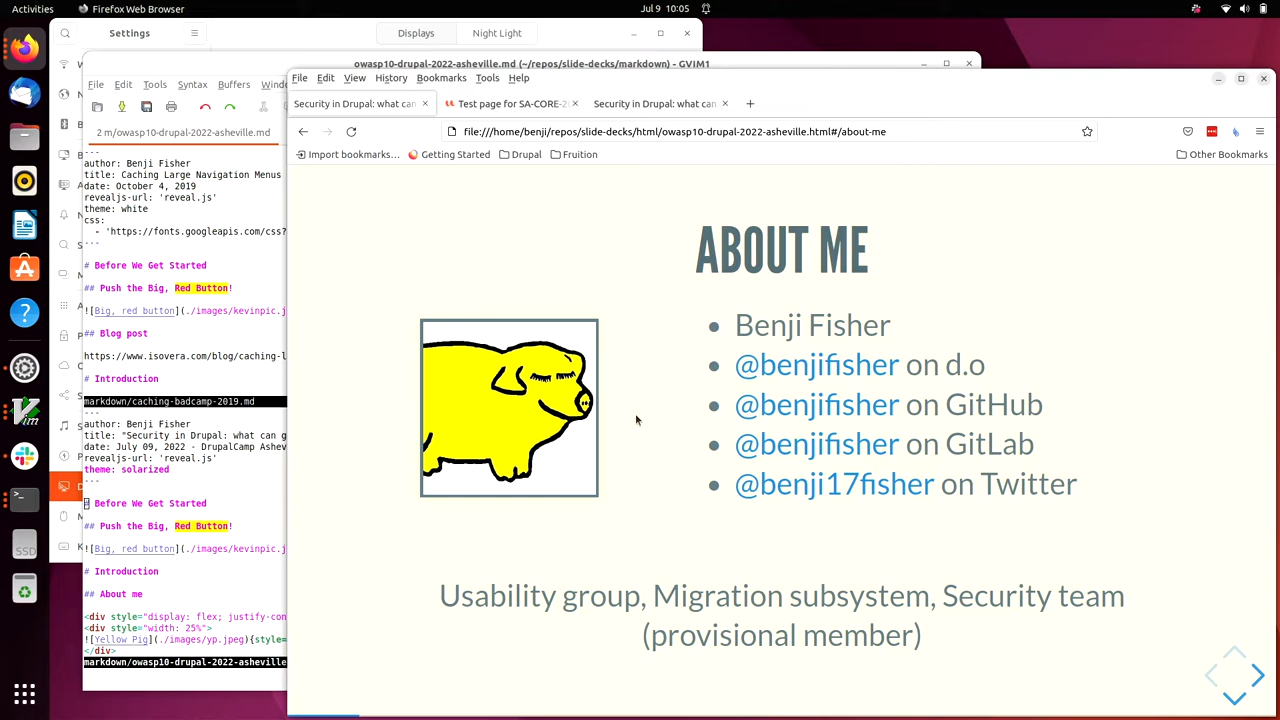 Activities
Firefox Web Browser
Jul 9 10:05
Settings
Displays
Night Light
owasp10-drupal-2022-asheville.md (~/repos/slide-decks/markdown) - GVIM1
File Edit Tools Syntax Buffers Windo
2 m/owasp10-drupal-2022-asheville.md
---
author: Benji Fisher
title: Caching Large Navigation Menus
date: October 4, 2019
revealjs-url: 'reveal.js'
theme: white
css:
- 'https://fonts.googleapis.com/css?
---
# Before We Get Started
## Push the Big, Red Button!
![Big, red button](./images/kevinpic.j
## Blog post
https://www.isovera.com/blog/caching-l
# Introduction
markdown/caching-badcamp-2019.md
---
author: Benji Fisher
title: "Security in Drupal: what can g
date: July 09, 2022 - DrupalCamp Ashev
revealjs-url: 'reveal.js'
theme: solarized
---
# Before We Get Started
## Push the Big, Red Button!
![Big, red button](./images/kevinpic.j
# Introduction
## About me
<div style="display: flex; justify-con
<div style="width: 25%">
![Yellow Pig](./images/yp.jpeg){style=
</div>
markdown/owasp10-drupal-2022-asheville
File Edit View History Bookmarks Tools Help
Security in Drupal: what can
Test page for SA-CORE-20
Security in Drupal: what can
file:///home/benji/repos/slide-decks/html/owasp10-drupal-2022-asheville.html#/about-me
Import bookmarks...
Getting Started
Drupal
Fruition
Other Bookmarks
ABOUT ME
• Benji Fisher
• @benjifisher on d.o
• @benjifisher on GitHub
• @benjifisher on GitLab
• @benji17fisher on Twitter
Usability group, Migration subsystem, Security team
(provisional member)
SSD